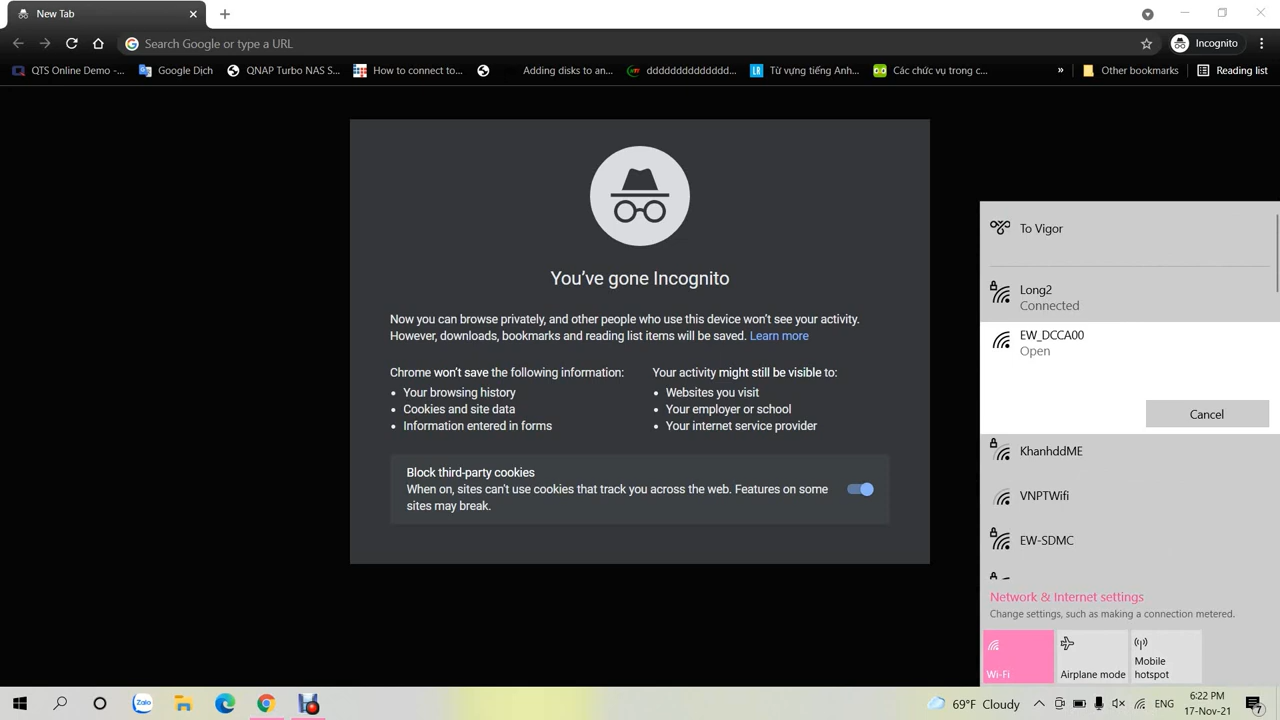 New Tab
Search Google or type a URL
Incognito
QTS Online Demo -...
Google Dịch
QNAP Turbo NAS S...
How to connect to...
Adding disks to an...
dddddddddddddd...
Từ vựng tiếng Anh...
Các chức vụ trong c...
»
Other bookmarks
Reading list
You've gone Incognito
Now you can browse privately, and other people who use this device won't see your activity.
However, downloads, bookmarks and reading list items will be saved. Learn more
Chrome won't save the following information:
• Your browsing history
• Cookies and site data
• Information entered in forms
Your activity might still be visible to:
• Websites you visit
• Your employer or school
• Your internet service provider
Block third-party cookies
When on, sites can't use cookies that track you across the web. Features on some
sites may break.
To Vigor
Long2
Connected
EW_DCCA00
Open
Cancel
KhanhddME
VNPTWifi
EW-SDMC
Network & Internet settings
Change settings, such as making a connection metered.
Wi-Fi
Airplane mode
Mobile
hotspot
Zalo
69°F Cloudy
ENG
6:22 PM
17-Nov-21
7